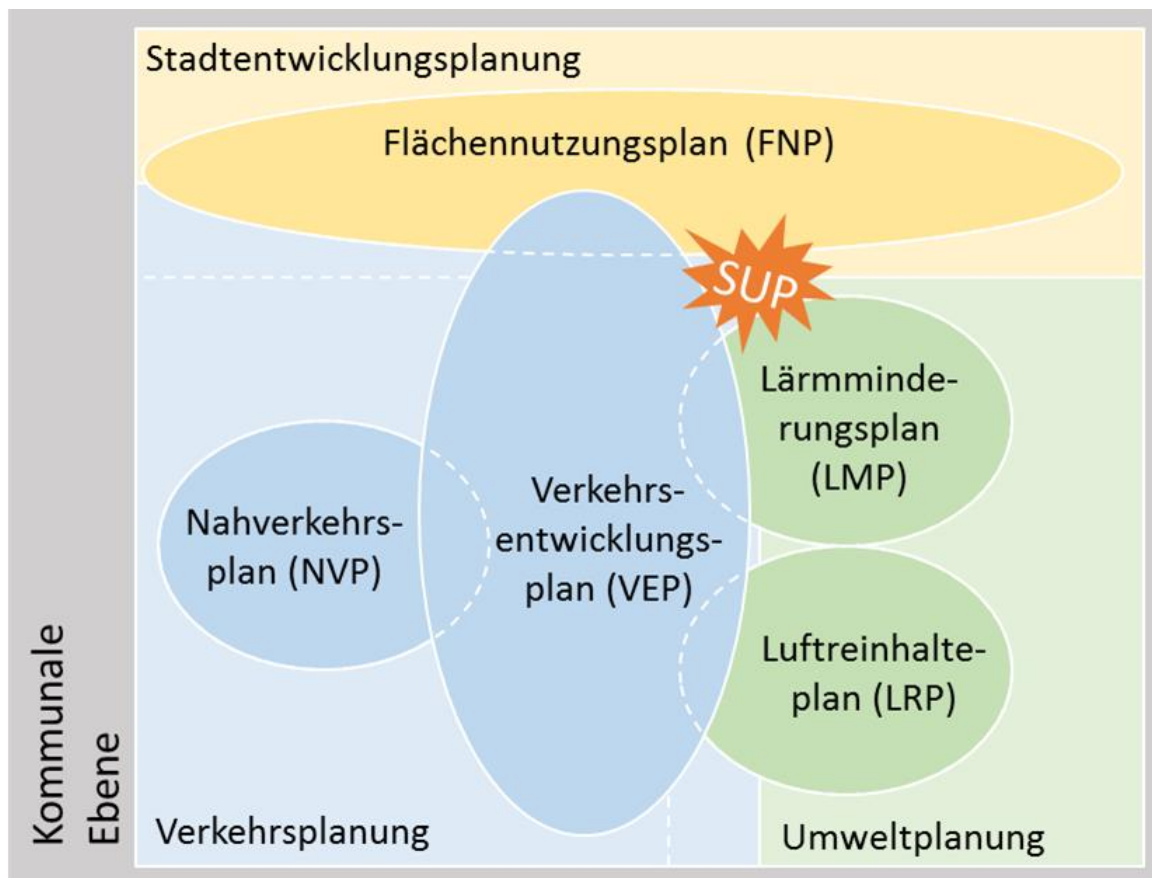 Stadtentwicklungsplanung
Flächennutzungsplan (FNP)
SUP
Lärmminde-
rungsplan
(LMP)
Verkehrs-
entwicklungs-
plan (VEP)
Nahverkehrs-
plan (NVP)
Luftreinhalte-
plan (LRP)
Kommunale
Ebene
Verkehrsplanung
Umweltplanung